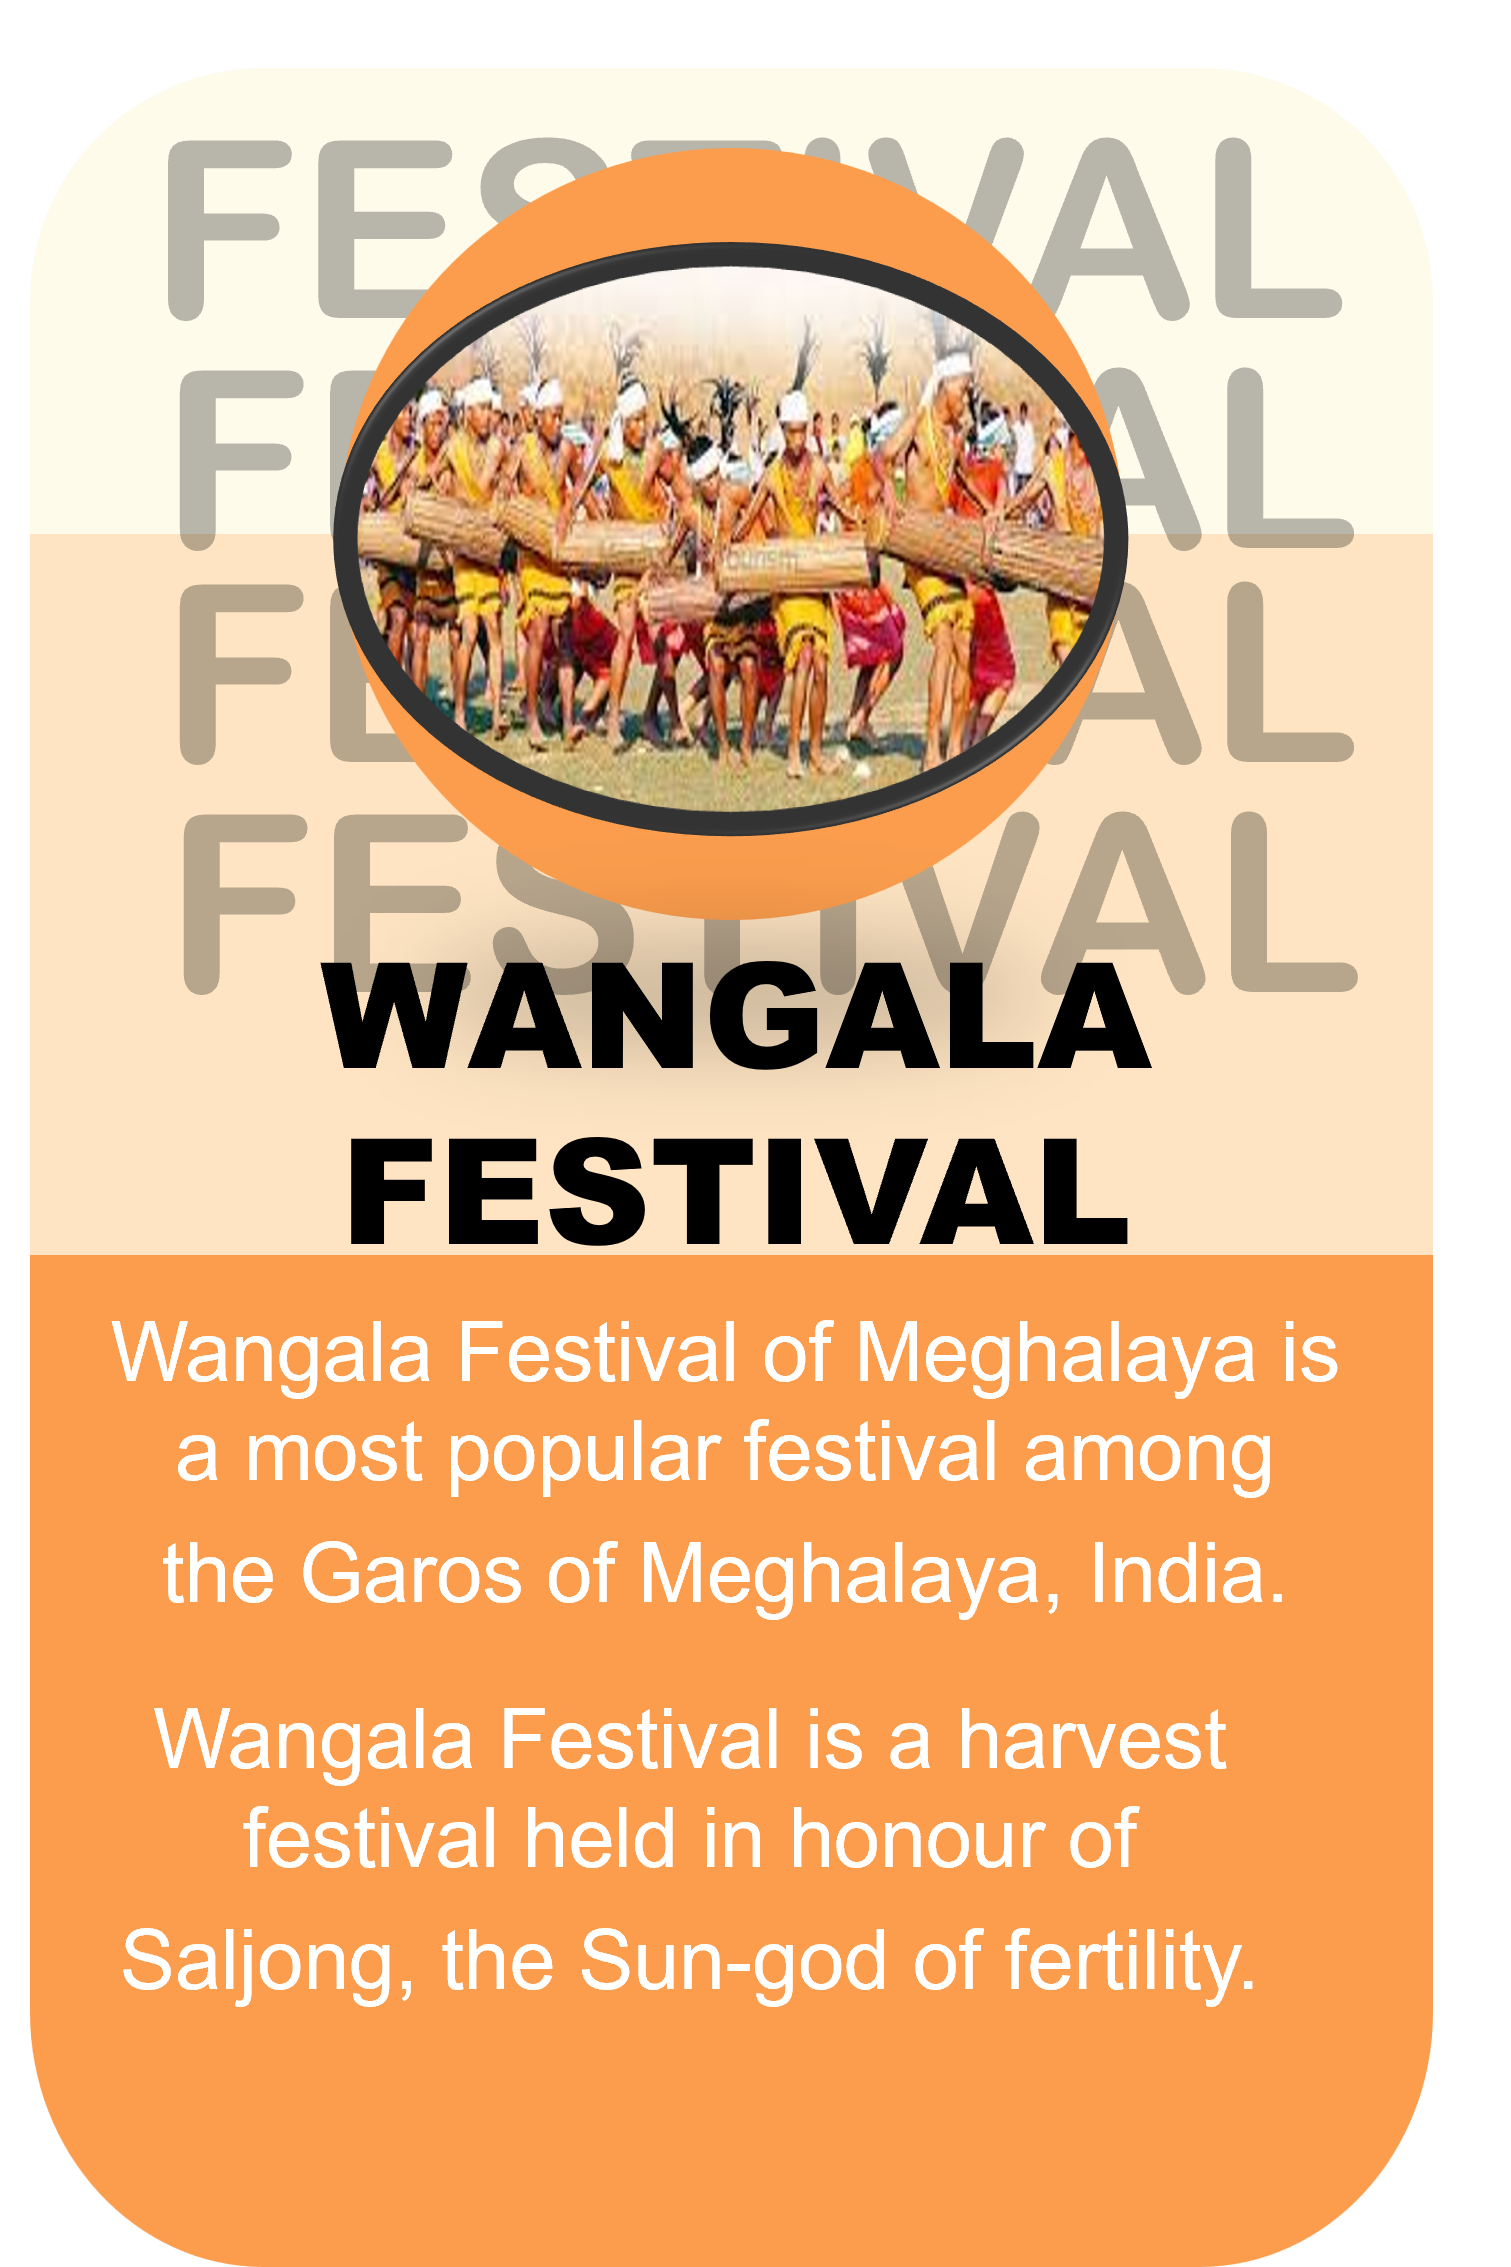 FESTIVAL
FESTIVAL
FESTIVAL
FESTIVAL
WANGALA
FESTIVAL
Wangala Festival of Meghalaya is
a most popular festival among
the Garos of Meghalaya, India.
Wangala Festival is a harvest
festival held in honour of
Saljong, the Sun-god of fertility.